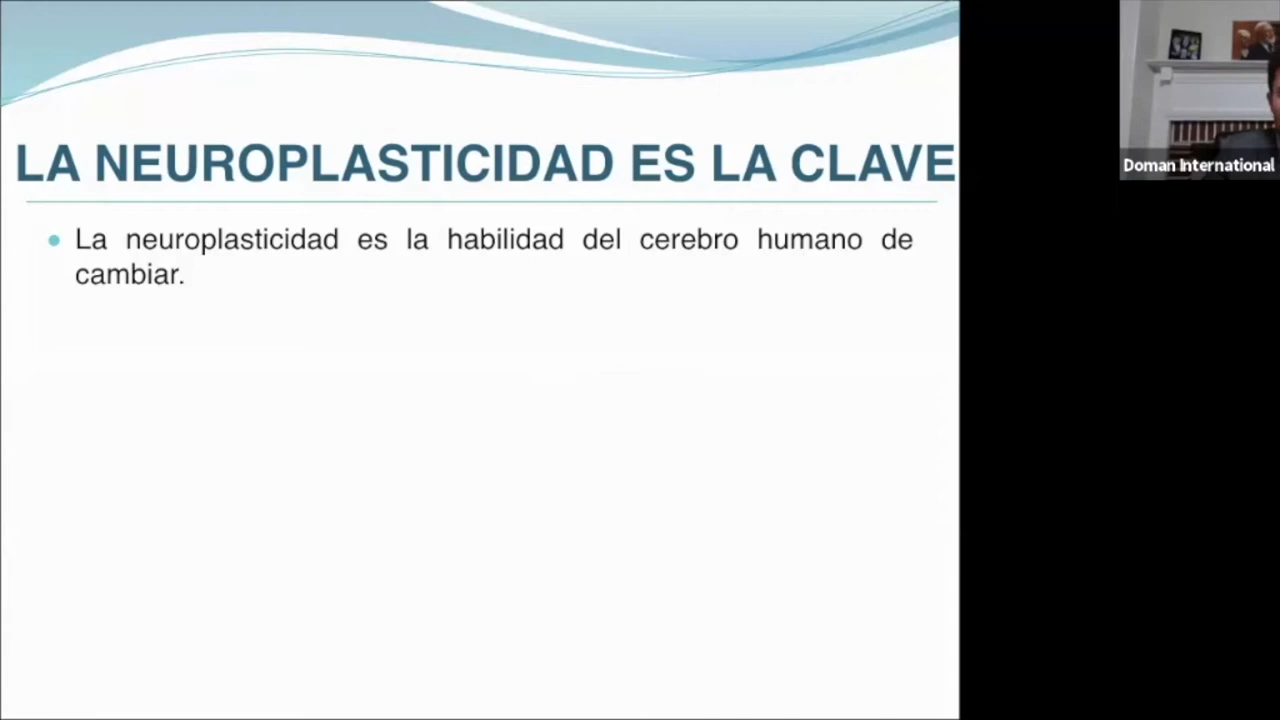 LA NEUROPLASTICIDAD ES LA CLAVE
La neuroplasticidad es la habilidad del cerebro humano de
cambiar.
Doman International